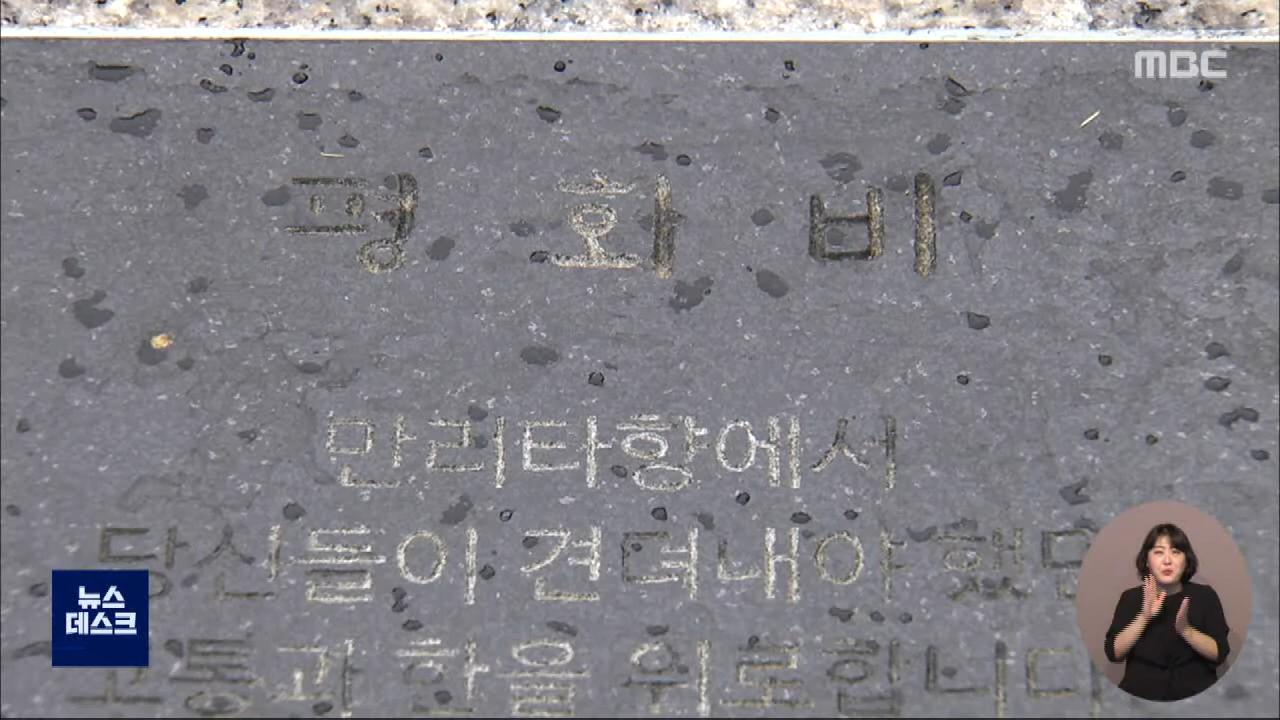 MBC
평화비
만리타향에서
당신들이 견뎌내야 했던
고통과 한을 위로합니다
뉴스
데스크